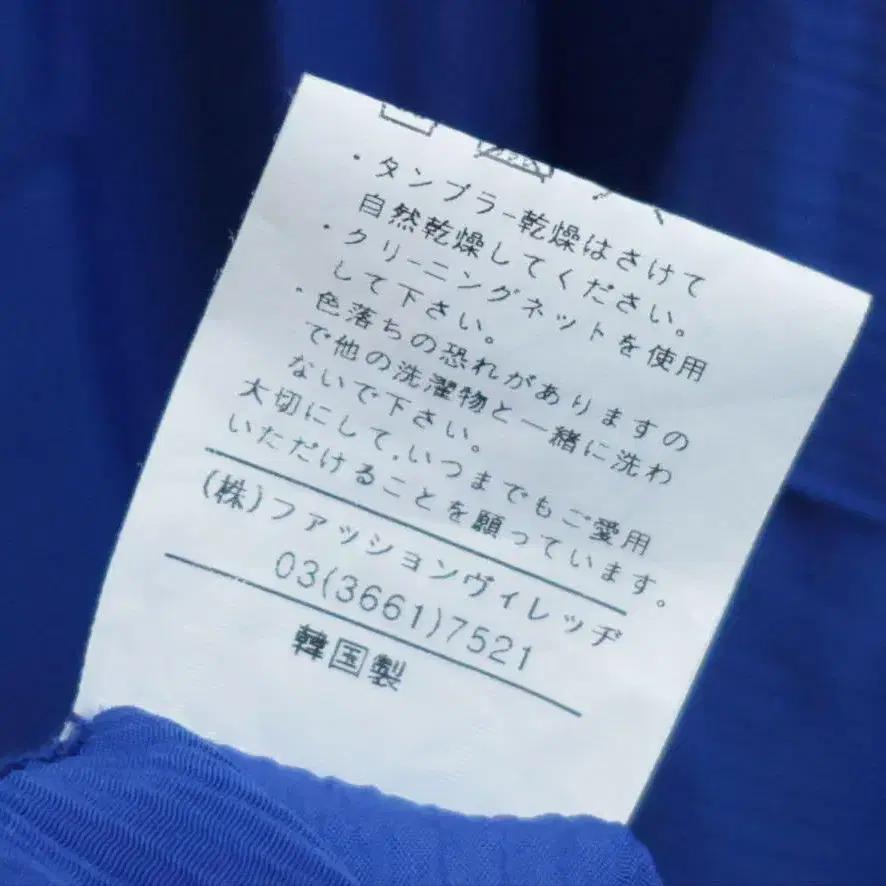 ・タンブラー乾燥はさけて
自然乾燥してください。
・クリーニングネットを使用
して下さい。
・色落ちの恐れがありますの
で他の洗濯物と一緒に洗わ
ないで下さい。
大切にして,いつまでもご愛用
いただけることを願っています。
(株)ファッションヴィレッヂ
03(3661)7521
韓国製